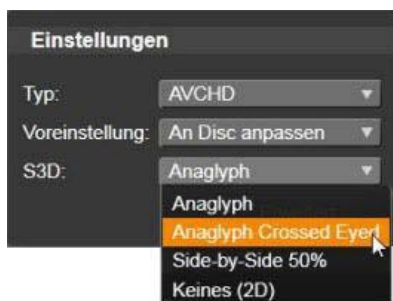 Einstellungen
Typ: AVCHD
Voreinstellung: An Disc anpassen
S3D: Anaglyph
Anaglyph
Anaglyph Crossed Eyed
Side-by-Side 50%
Keines (2D)